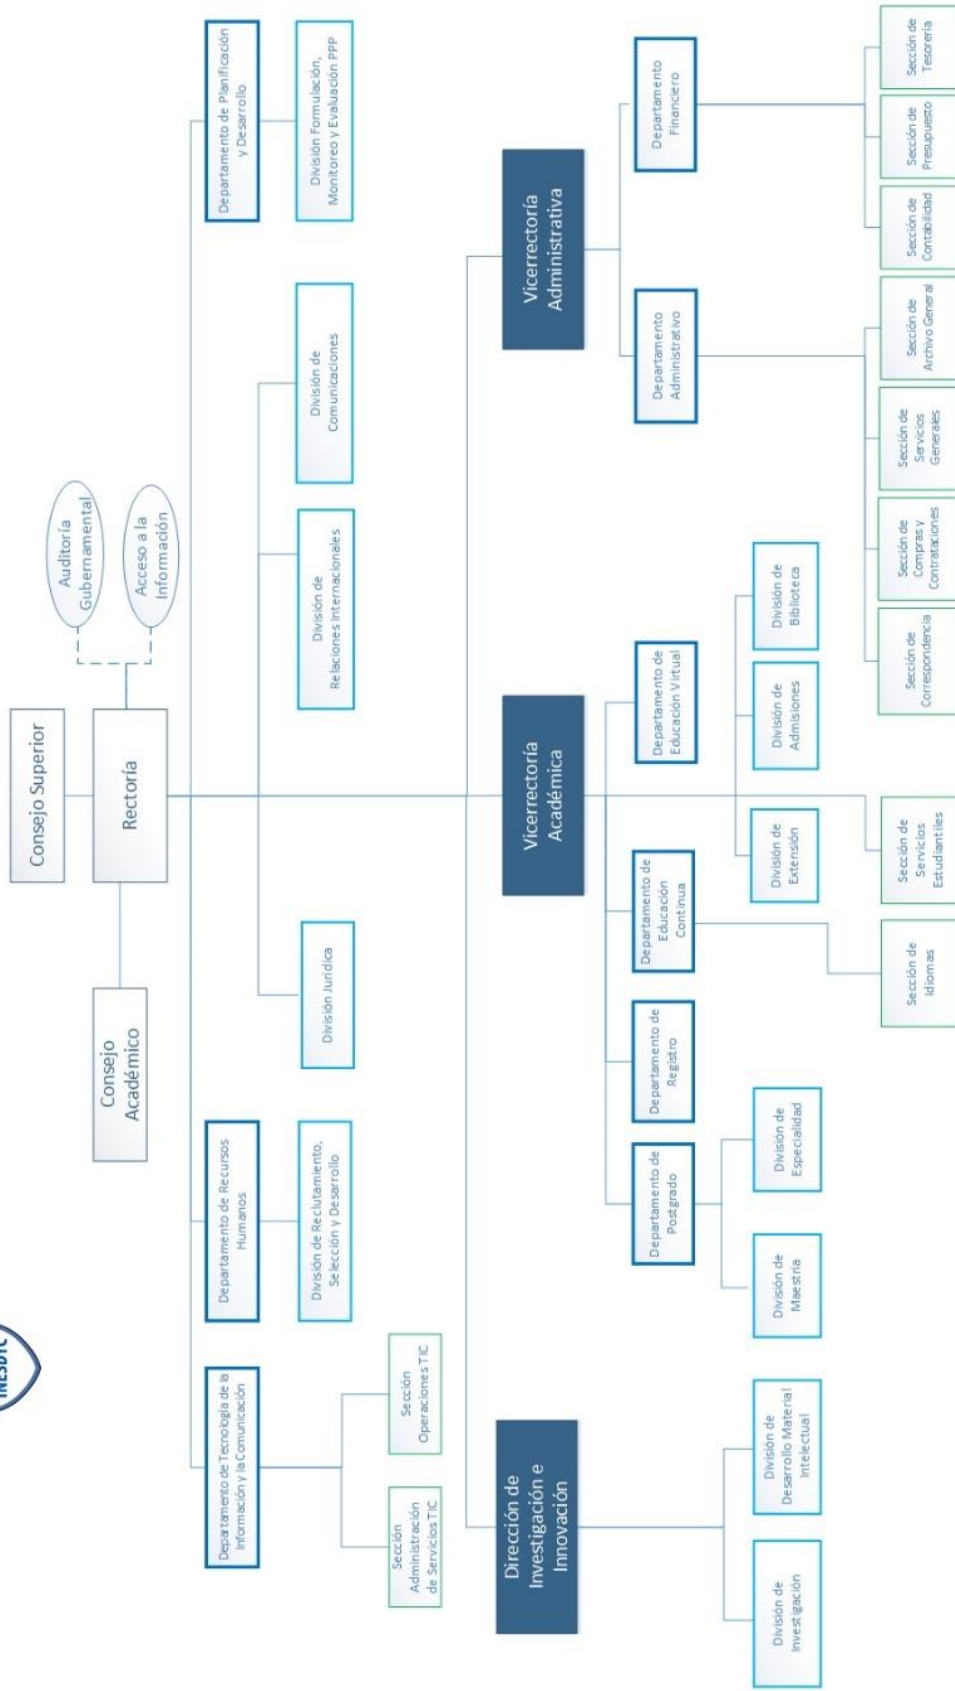 INESDYC
Consejo Superior
Rectoría
Consejo
Académico
Auditoría
Gubernamental
Acceso a la
Información
Departamento de Tecnología de la
Información y la Comunicación
Departamento de Recursos
Humanos
Departamento de Planificación
y Desarrollo
División de Reclutamiento,
Selección y Desarrollo
División Jurídica
División de
Relaciones Internacionales
División de
Comunicaciones
División Formulación,
Monitoreo y Evaluación PPP
Sección
Administración
de Servicios TIC
Sección
Operaciones TIC
Dirección de
Investigación e
Innovación
Vicerrectoría
Académica
Vicerrectoría
Administrativa
Departamento de
Postgrado
Departamento de
Registro
Departamento de
Educación
Continua
Departamento de
Educación Virtual
Departamento
Administrativo
Departamento
Financiero
División de
Investigación
División de
Desarrollo Material
Intelectual
División de
Maestría
División de
Especialidad
División de
Extensión
División de
Admisiones
División de
Biblioteca
Sección de
Idiomas
Sección de
Servicios
Estudiantiles
Sección de
Correspondencia
Sección de
Compras y
Contrataciones
Sección de
Servicios
Generales
Sección de
Archivo General
Sección de
Contabilidad
Sección de
Presupuesto
Sección de
Tesorería